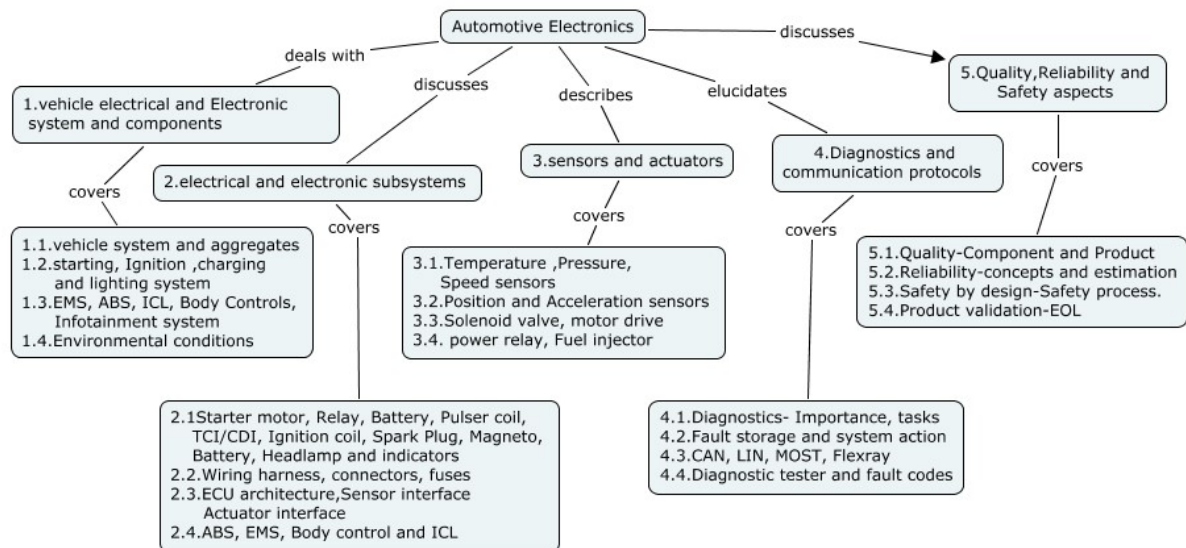 Automotive Electronics
deals with
discusses
describes
elucidates
discusses
1.vehicle electrical and Electronic
system and components
2.electrical and electronic subsystems
3.sensors and actuators
4.Diagnostics and
communication protocols
5.Quality,Reliability and
Safety aspects
covers
1.1.vehicle system and aggregates
1.2.starting, Ignition ,charging
and lighting system
1.3.EMS, ABS, ICL, Body Controls,
Infotainment system
1.4.Environmental conditions
covers
2.1Starter motor, Relay, Battery, Pulser coil,
TCI/CDI, Ignition coil, Spark Plug, Magneto,
Battery, Headlamp and indicators
2.2.Wiring harness, connectors, fuses
2.3.ECU architecture,Sensor interface
Actuator interface
2.4.ABS, EMS, Body control and ICL
covers
3.1.Temperature ,Pressure,
Speed sensors
3.2.Position and Acceleration sensors
3.3.Solenoid valve, motor drive
3.4. power relay, Fuel injector
covers
4.1.Diagnostics- Importance, tasks
4.2.Fault storage and system action
4.3.CAN, LIN, MOST, Flexray
4.4.Diagnostic tester and fault codes
covers
5.1.Quality-Component and Product
5.2.Reliability-concepts and estimation
5.3.Safety by design-Safety process.
5.4.Product validation-EOL